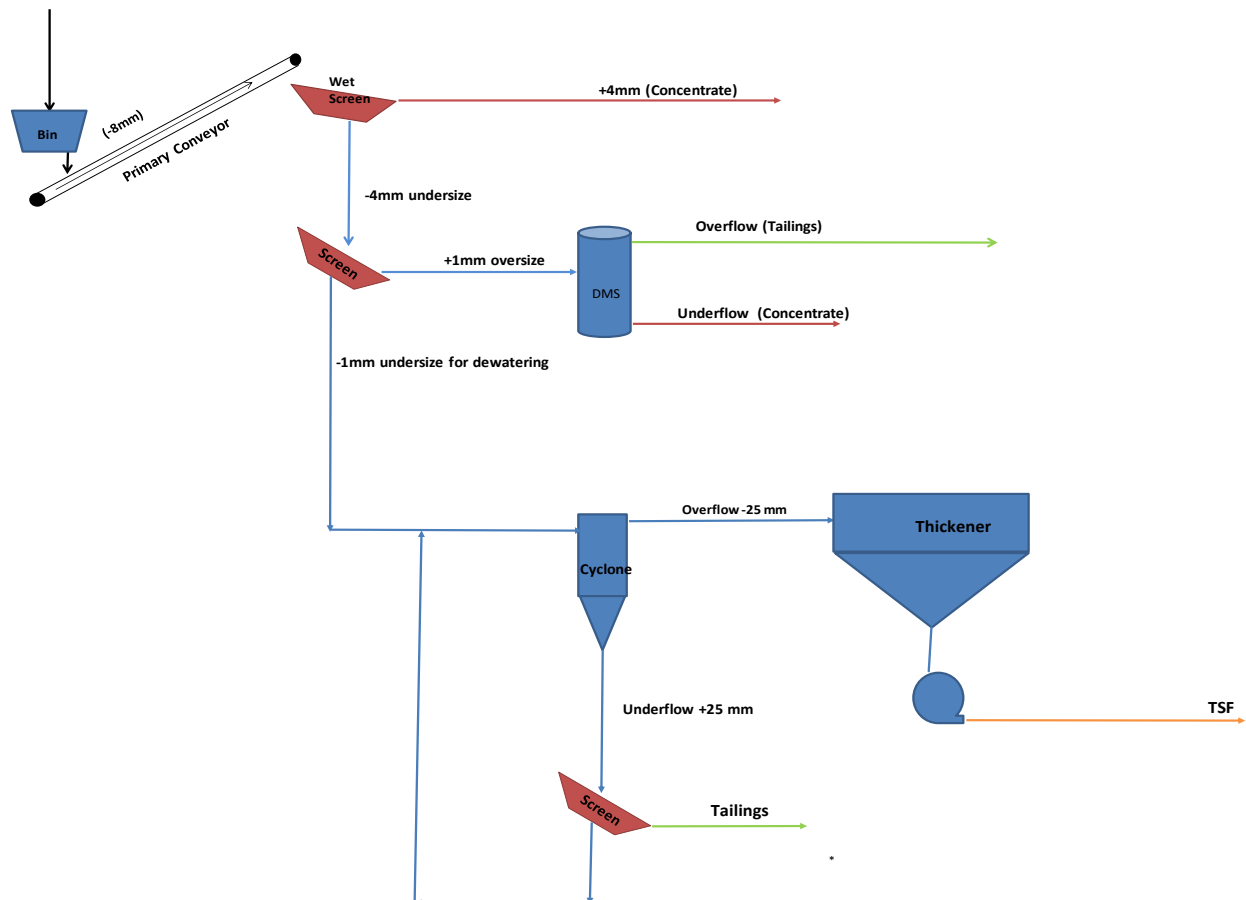 Wet
Screen
+4mm (Concentrate)
Bin
(-8mm)
Primary Conveyor
-4mm undersize
Screen
+1mm oversize
DMS
Overflow (Tailings)
Underflow (Concentrate)
-1mm undersize for dewatering
Cyclone
Overflow -25 mm
Thickener
Underflow +25 mm
TSF
Screen
Tailings
*